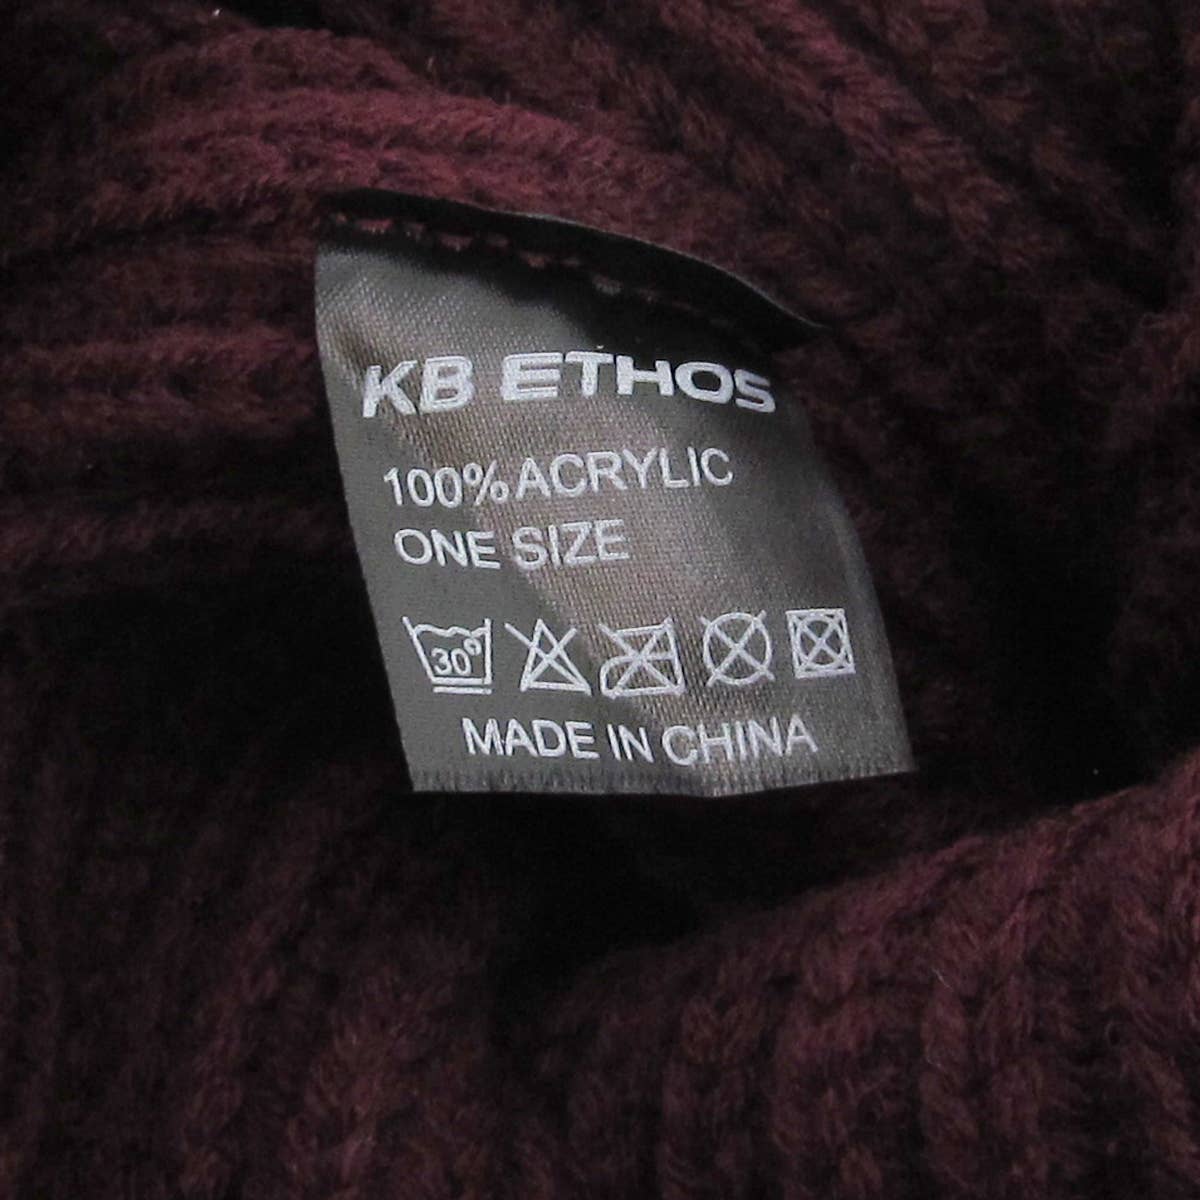 KB ETHOS
100% ACRYLIC
ONE SIZE
30°
MADE IN CHINA